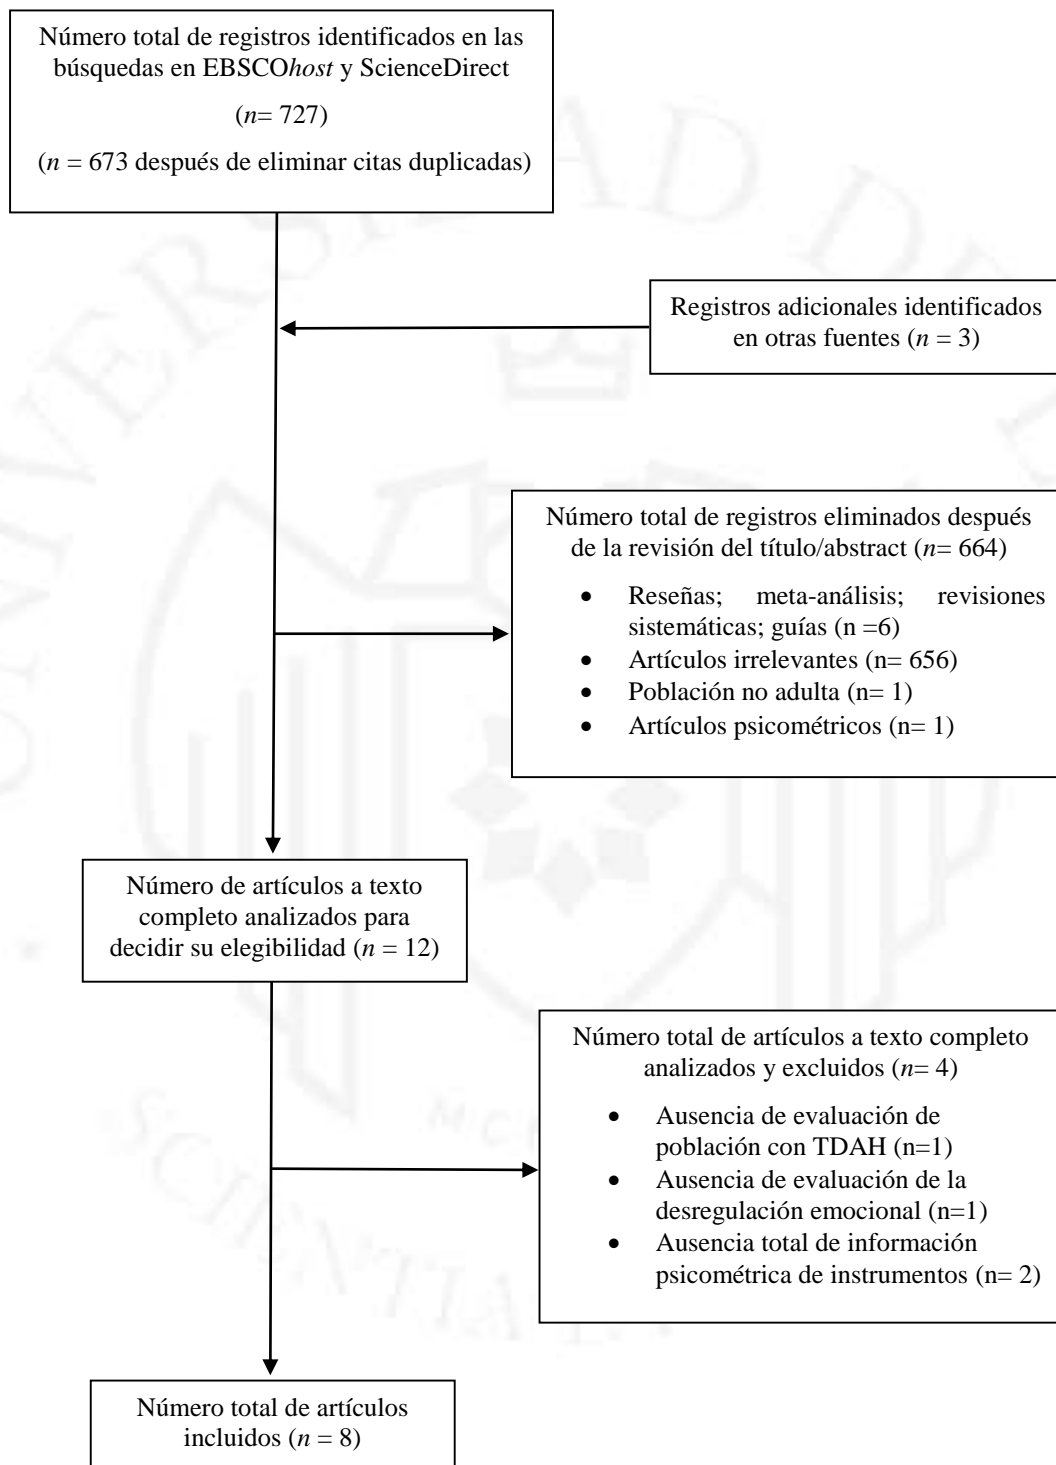 Número total de registros identificados en las
búsquedas en EBSCOhost y ScienceDirect
(n= 727)
(n = 673 después de eliminar citas duplicadas)
Registros adicionales identificados
en otras fuentes (n = 3)
Número total de registros eliminados después
de la revisión del título/abstract (n= 664)
• Reseñas; meta-análisis; revisiones
sistemáticas; guías (n =6)
• Artículos irrelevantes (n= 656)
• Población no adulta (n= 1)
• Artículos psicométricos (n= 1)
Número de artículos a texto
completo analizados para
decidir su elegibilidad (n = 12)
Número total de artículos a texto completo
analizados y excluidos (n= 4)
• Ausencia de evaluación de
población con TDAH (n=1)
• Ausencia de evaluación de la
desregulación emocional (n=1)
• Ausencia total de información
psicométrica de instrumentos (n= 2)
Número total de artículos
incluidos (n = 8)